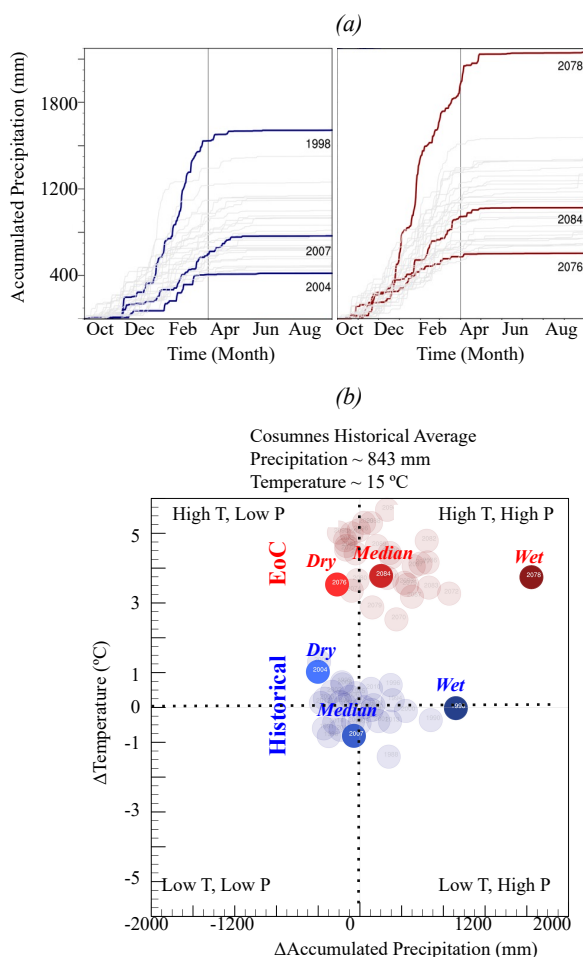 (a)
Accumulated Precipitation (mm)
1800
1200
400
1998
2007
2004
2078
2084
2076
Oct Dec Feb Apr Jun Aug
Oct Dec Feb Apr Jun Aug
Time (Month)
Time (Month)
(b)
Cosumnes Historical Average
Precipitation ~ 843 mm
Temperature ~ 15 ºC
High T, Low P
High T, High P
EoC
Dry
Median
Wet
2076
2084
2078
Historical
Dry
2004
Median
2007
Wet
Low T, Low P
Low T, High P
ΔTemperature (ºC)
5
3
1
0
-1
-3
-5
-2000 -1200 0 1200 2000
ΔAccumulated Precipitation (mm)